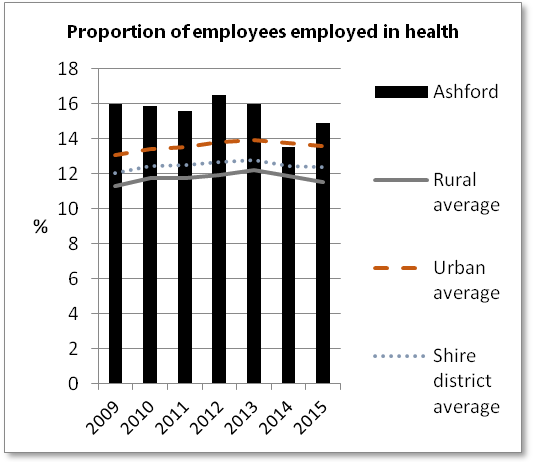 Proportion of employees employed in health
18
16
14
12
10
8
6
4
2
0
%
2009
2010
2011
2012
2013
2014
2015
Ashford
Rural
average
Urban
average
Shire
district
average